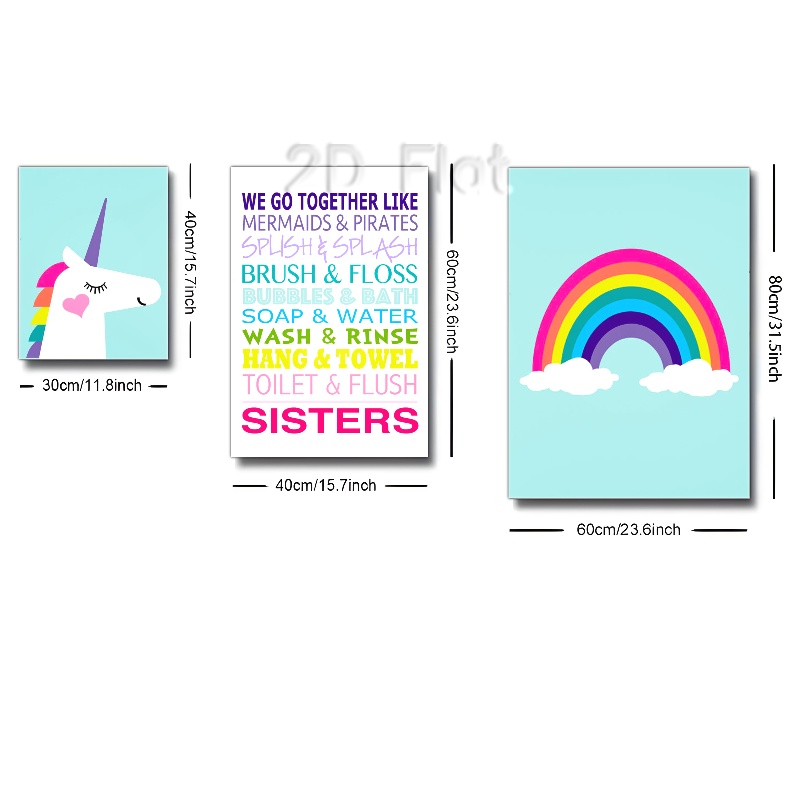 2D Flat
WE GO TOGETHER LIKE
MERMAIDS & PIRATES
SPLISH & SPLASH
BRUSH & FLOSS
BUBBLES & BATH
SOAP & WATER
WASH & RINSE
HANG & TOWEL
TOILET & FLUSH
SISTERS
40cm/15.7inch
30cm/11.8inch
60cm/23.6inch
40cm/15.7inch
80cm/31.5inch
60cm/23.6inch